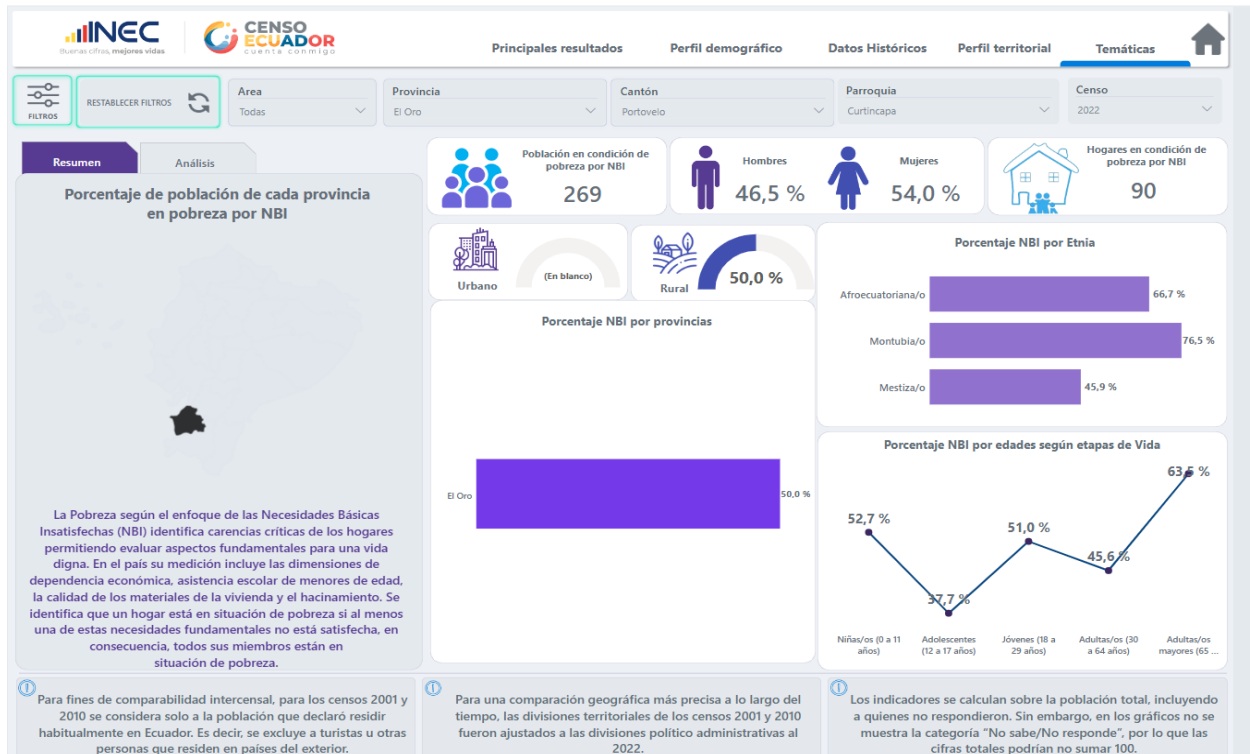 INEC
Buenas cifras, mejores vidas
CENSO
ECUADOR
cuenta conmigo
Principales resultados
Perfil demográfico
Datos Históricos
Perfil territorial
Temáticas
FILTROS
RESTABLECER FILTROS
Area
Todas
Provincia
El Oro
Cantón
Portovelo
Parroquia
Curtincapa
Censo
2022
Resumen
Análisis
Porcentaje de población de cada provincia
en pobreza por NBI
La Pobreza según el enfoque de las Necesidades Básicas
Insatisfechas (NBI) identifica carencias críticas de los hogares
permitiendo evaluar aspectos fundamentales para una vida
digna. En el país su medición incluye las dimensiones de
dependencia económica, asistencia escolar de menores de edad,
la calidad de los materiales de la vivienda y el hacinamiento. Se
identifica que un hogar está en situación de pobreza si al menos
una de estas necesidades fundamentales no está satisfecha, en
consecuencia, todos sus miembros están en
situación de pobreza.
Población en condición de
pobreza por NBI
269
Hombres
46,5 %
Mujeres
54,0 %
Hogares en condición de
pobreza por NBI
90
Urbano
(En blanco)
Rural
50,0 %
Porcentaje NBI por provincias
El Oro
50,0 %
Porcentaje NBI por Etnia
Afroecuatoriana/o
66,7 %
Montubia/o
76,5 %
Mestiza/o
45,9 %
Porcentaje NBI por edades según etapas de Vida
52,7 %
37,7 %
51,0 %
45,6 %
63,5 %
Niñas/os (0 a 11
años)
Adolescentes
(12 a 17 años)
Jóvenes (18 a
29 años)
Adultas/os (30
a 64 años)
Adultas/os
mayores (65 ...
Para fines de comparabilidad intercensal, para los censos 2001 y
2010 se considera solo a la población que declaró residir
habitualmente en Ecuador. Es decir, se excluye a turistas u otras
personas que residen en países del exterior.
Para una comparación geográfica más precisa a lo largo del
tiempo, las divisiones territoriales de los censos 2001 y 2010
fueron ajustados a las divisiones político administrativas al
2022.
Los indicadores se calculan sobre la población total, incluyendo
a quienes no respondieron. Sin embargo, en los gráficos no se
muestra la categoría "No sabe/No responde", por lo que las
cifras totales podrían no sumar 100.